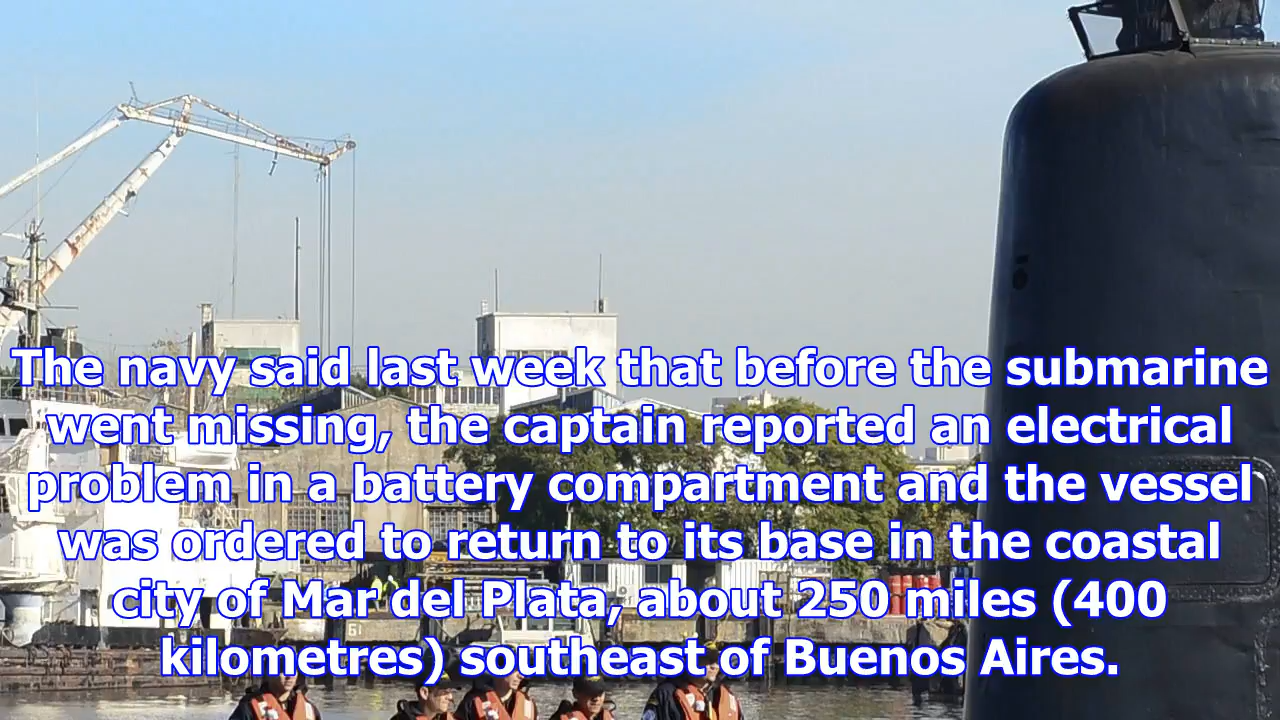 The navy said last week that before the submarine
went missing, the captain reported an electrical
problem in a battery compartment and the vessel
was ordered to return to its base in the coastal
city of Mar del Plata, about 250 miles (400
kilometres) southeast of Buenos Aires.
61